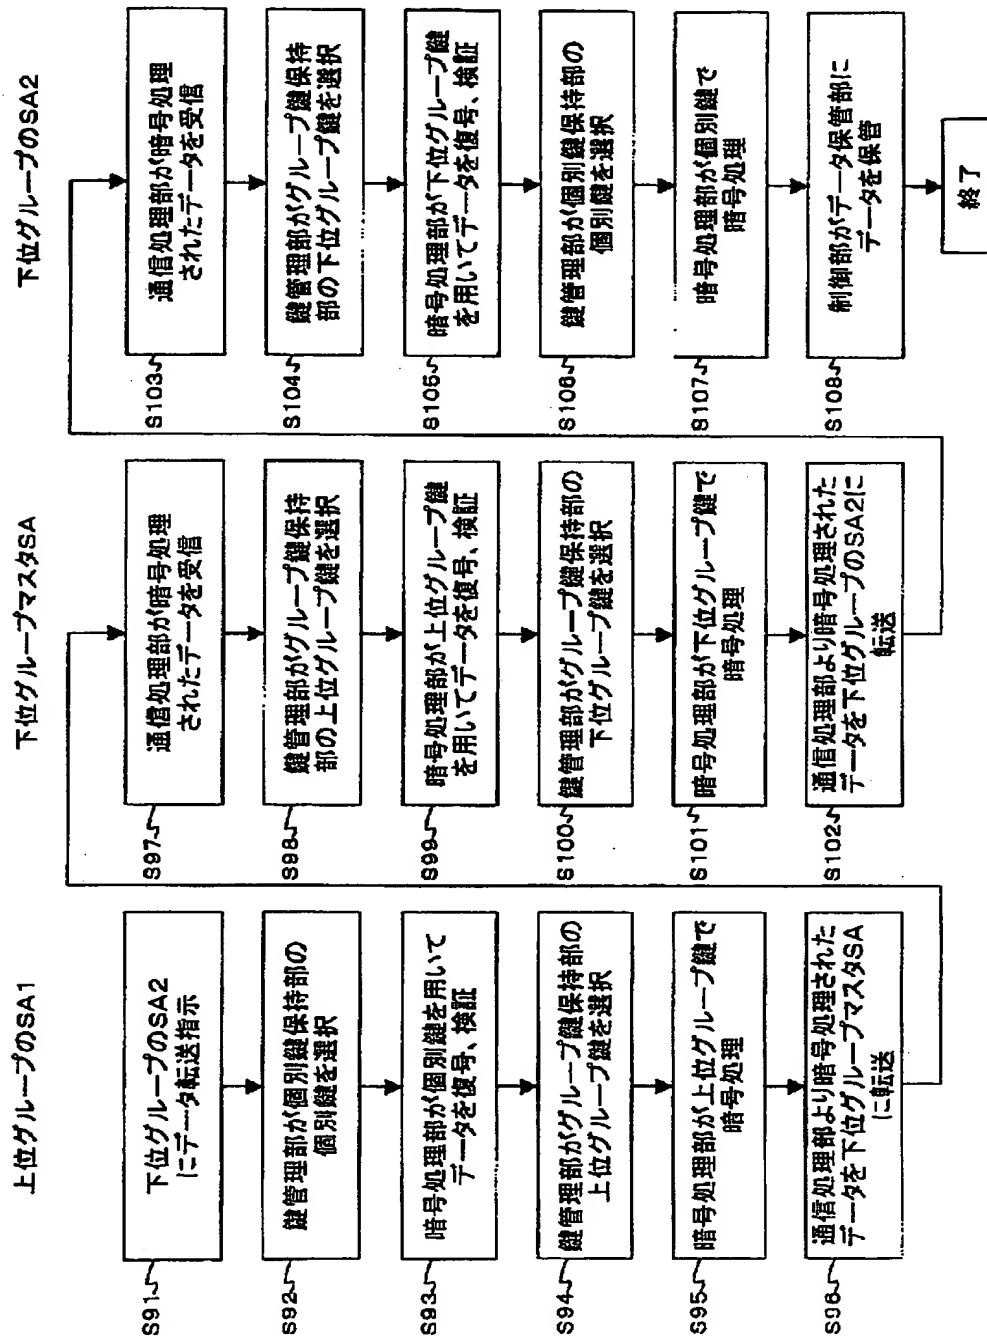 上位グループのSA1
S91
下位グループのSA2
にデータ転送指示
S92
鍵管理部が個別鍵保持部の
個別鍵を選択
S93
暗号処理部が個別鍵を用いて
データを復号、検証
S94
鍵管理部がグループ鍵保持部の
上位グループ鍵を選択
S95
暗号処理部が上位グループ鍵で
暗号処理
S96
通信処理部より暗号処理された
データを下位グループマスタSA
に転送
下位グループマスタSA
S97
通信処理部が暗号処理
されたデータを受信
S98
鍵管理部がグループ鍵保持
部の上位グループ鍵を選択
S99
暗号処理部が上位グループ鍵
を用いてデータを復号、検証
S100
鍵管理部がグループ鍵保持部の
下位グループ鍵を選択
S101
暗号処理部が下位グループ鍵で
暗号処理
S102
通信処理部より暗号処理された
データを下位グループのSA2に
転送
下位グループのSA2
S103
通信処理部が暗号処理
されたデータを受信
S104
鍵管理部がグループ鍵保持
部の下位グループ鍵を選択
S105
暗号処理部が下位グループ鍵
を用いてデータを復号、検証
S106
鍵管理部が個別鍵保持部の
個別鍵を選択
S107
暗号処理部が個別鍵で
暗号処理
S108
制御部がデータ保管部に
データを保管
終了